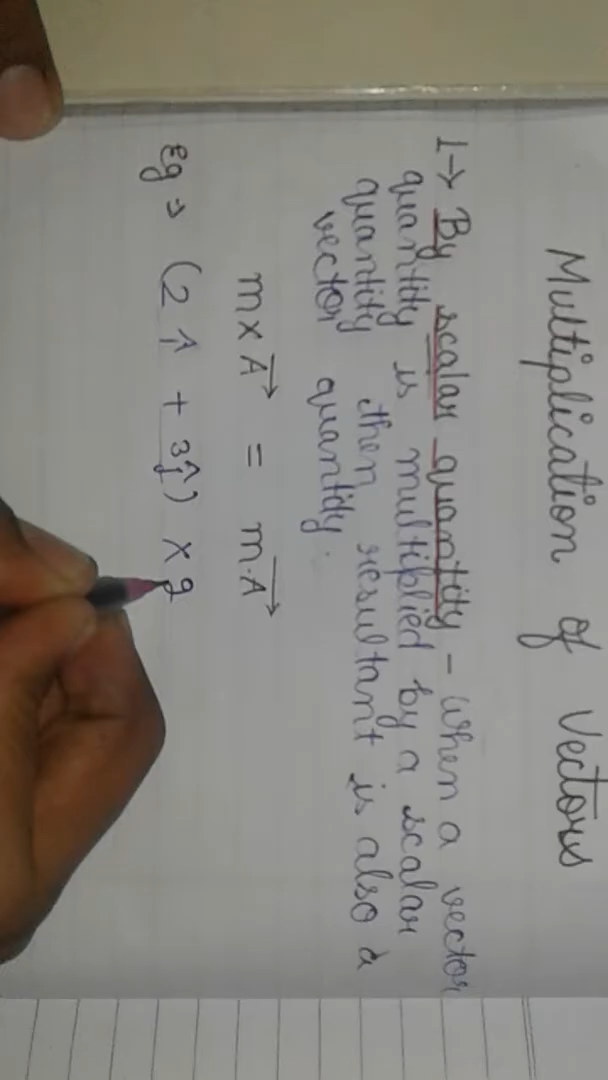 Multiplication of Vectors
1→ By scalar quantity - When a vector
quantity is multiplied by a scalar
quantity then resultant is also a
vector quantity.
m×A⃗ = m.A⃗
Eg ⇒ (2 î + 3ĵ) × 9